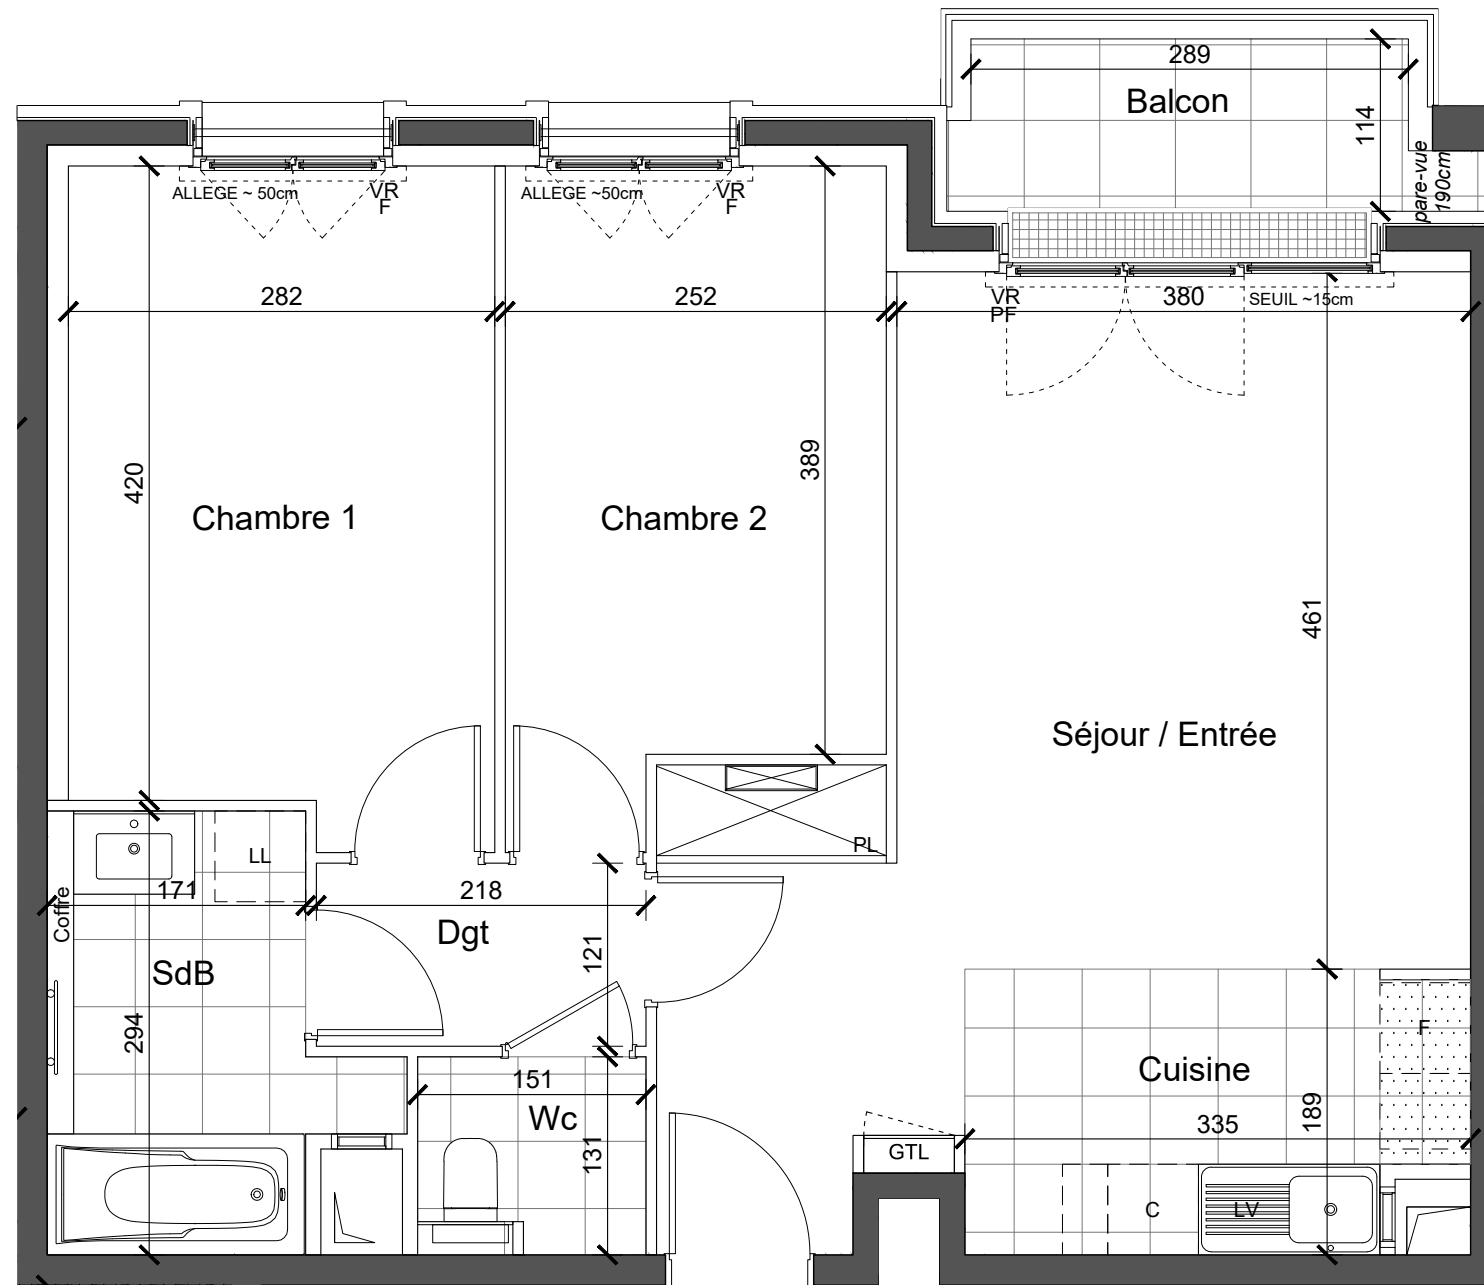 289
Balcon
114
pare-vue
190cm
ALLEGE ~ 50cm
VR
F
ALLEGE ~50cm
VR
F
282
252
VR
PF
380
SEUIL ~15cm
420
389
Chambre 1
Chambre 2
461
Séjour / Entrée
PL
LL
171
218
Coffre
Dgt
121
SdB
294
F
Cuisine
151
Wc
131
335
189
GTL
C
LV